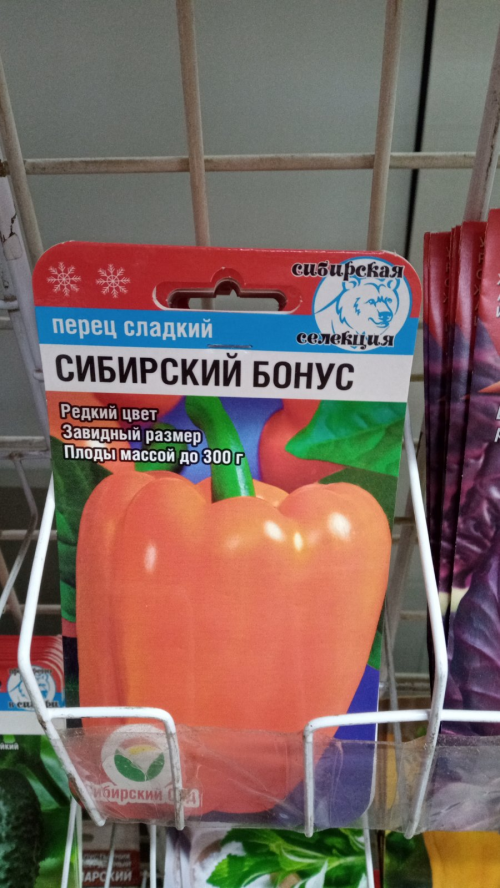 сибирская
селекция
перец сладкий
СИБИРСКИЙ БОНУС
Редкий цвет
Завидный размер
Плоды массой до 300 г